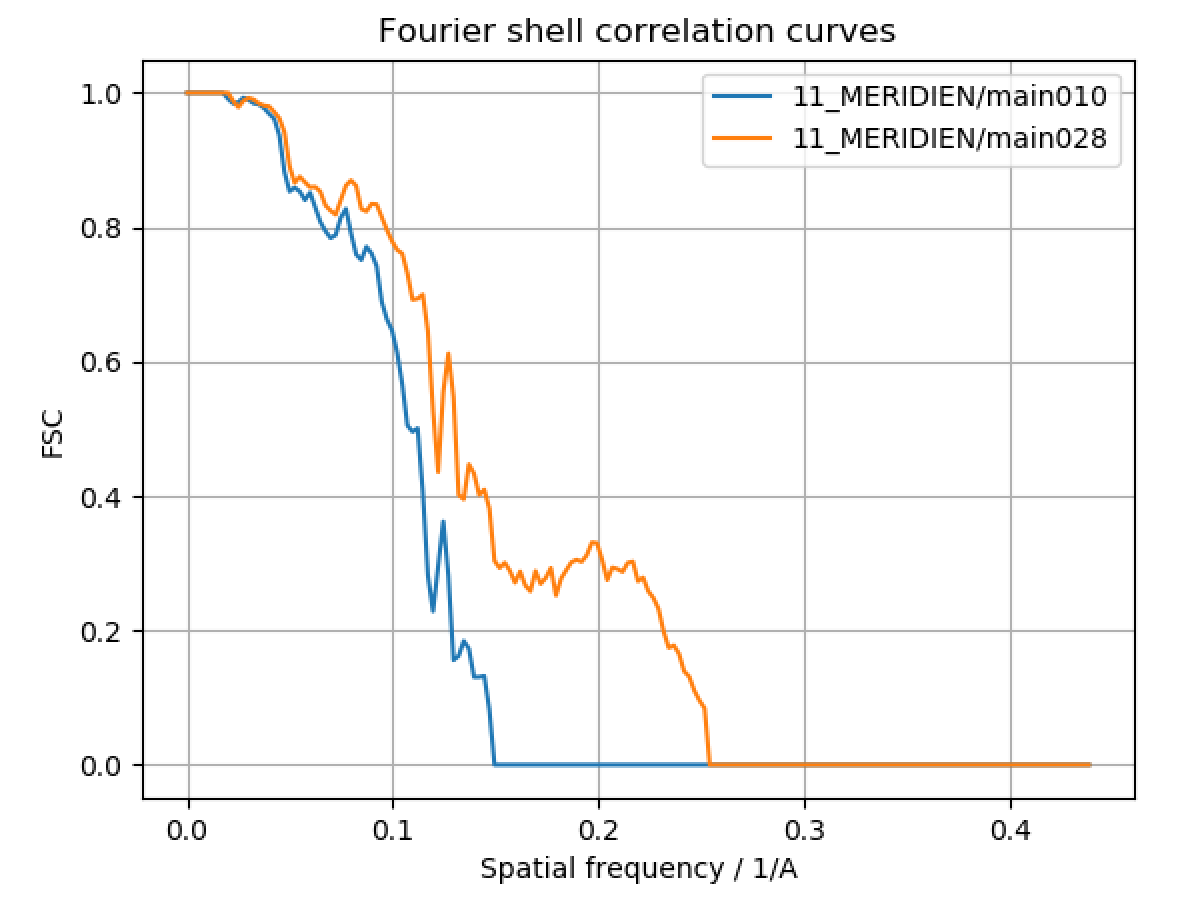 Fourier shell correlation curves
11_MERIDIEN/main010
11_MERIDIEN/main028
FSC
1.0
0.8
0.6
0.4
0.2
0.0
0.0 0.1 0.2 0.3 0.4
Spatial frequency / 1/A